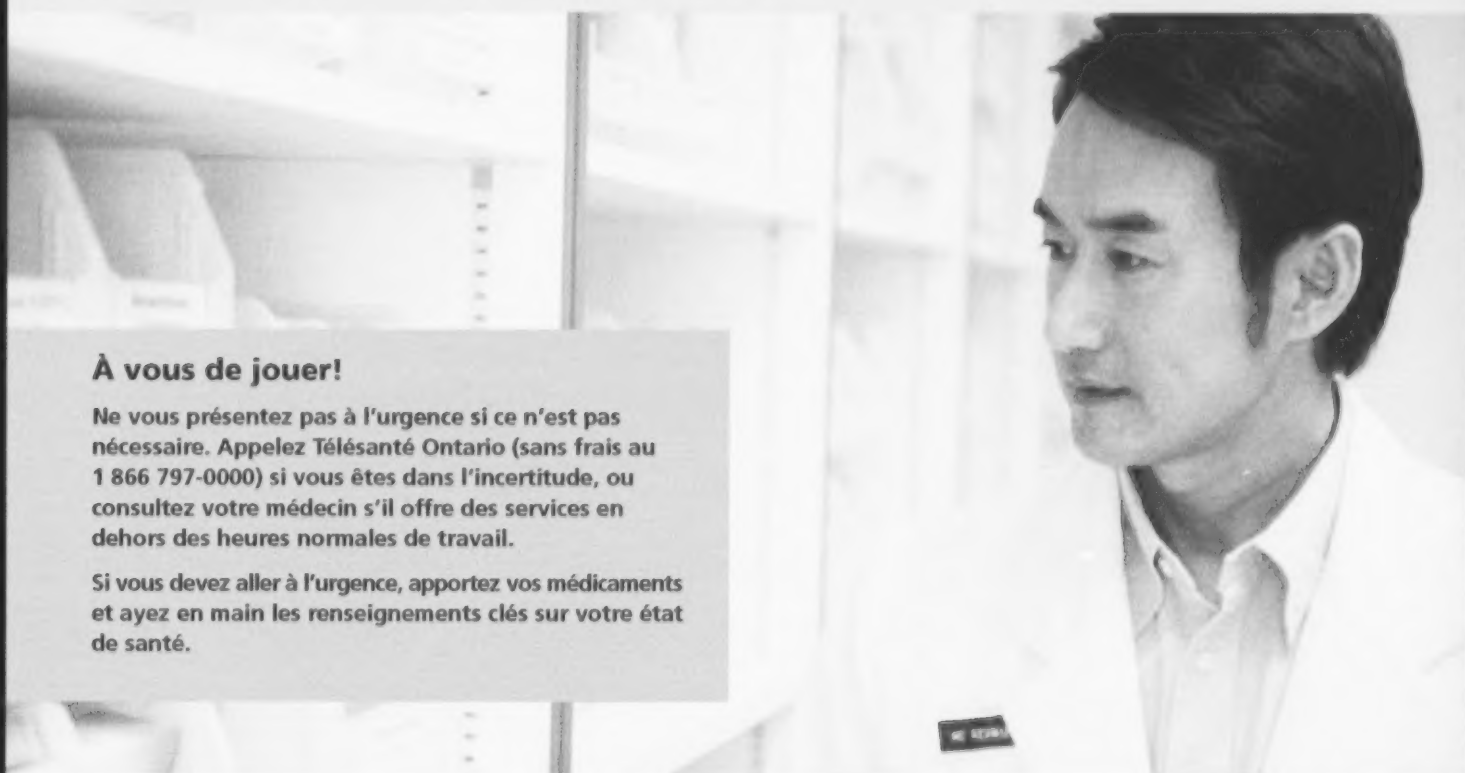 À vous de jouer!
Ne vous présentez pas à l'urgence si ce n'est pas
nécessaire. Appelez Télésanté Ontario (sans frais au
1 866 797-0000) si vous êtes dans l'incertitude, ou
consultez votre médecin s'il offre des services en
dehors des heures normales de travail.
Si vous devez aller à l'urgence, apportez vos médicaments
et ayez en main les renseignements clés sur votre état
de santé.